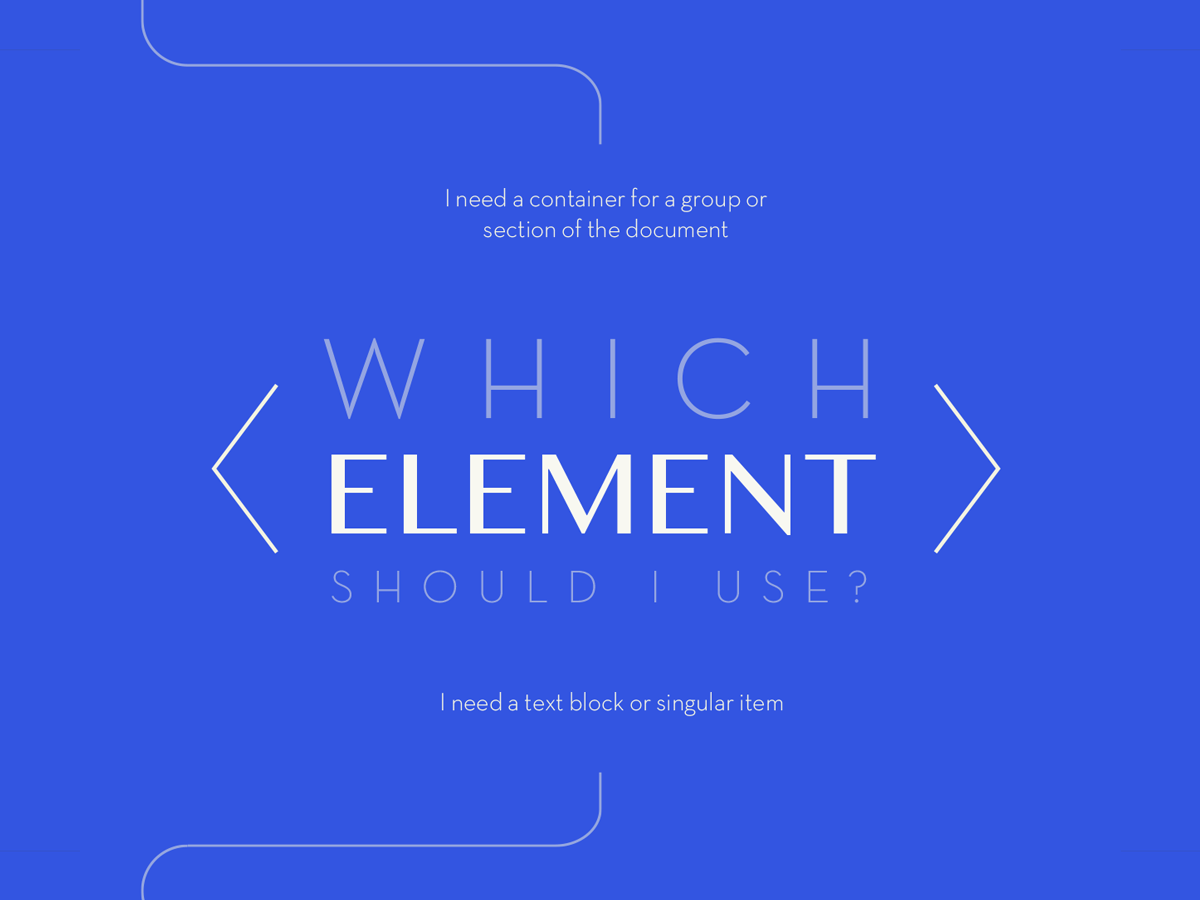 I need a container for a group or
section of the document
WHICH
ELEMENT
SHOULD I USE?
I need a text block or singular item